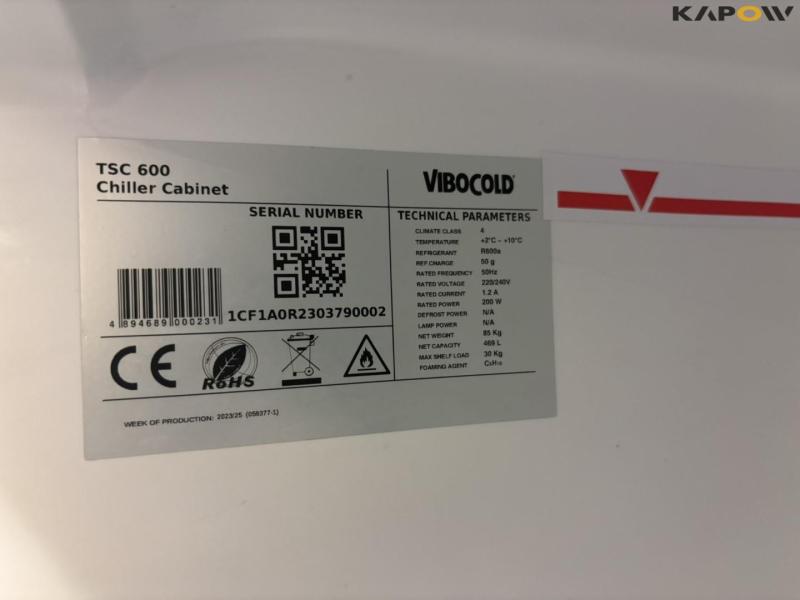 KAPOW
TSC 600
Chiller Cabinet
VIBOCOLD
SERIAL NUMBER
4 894689 000231
1CF1A0R2303790002
CE
RoHS
WEEK OF PRODUCTION: 2023/25 (059377-1)
TECHNICAL PARAMETERS
CLIMATE CLASS 4
TEMPERATURE +2°C ~ +10°C
REFRIGERANT R600a
REF.CHARGE 50 g
RATED FREQUENCY 50Hz
RATED VOLTAGE 220/240V
RATED CURRENT 1.2 A
RATED POWER 200 W
DEFROST POWER N/A
LAMP POWER N/A
NET WEIGHT 85 Kg
NET CAPACITY 469 L
MAX SHELF LOAD 30 Kg
FOAMING AGENT C₅H₁₀